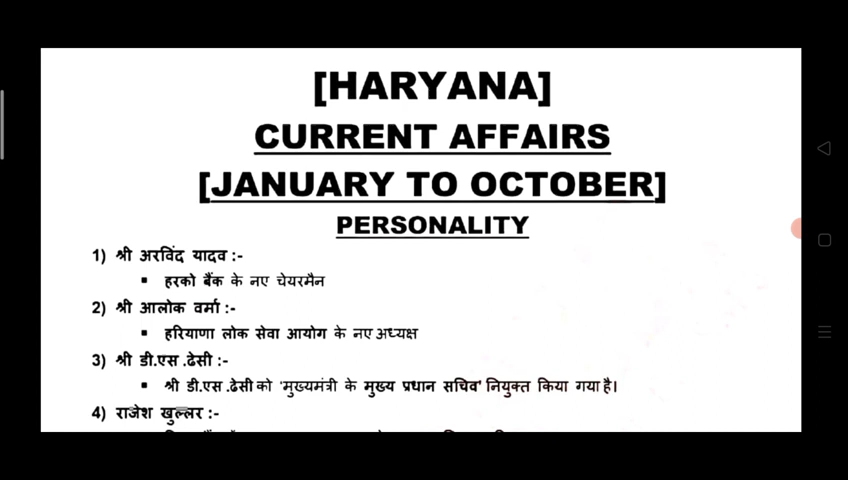 [HARYANA]
CURRENT AFFAIRS
[JANUARY TO OCTOBER]
PERSONALITY
1) श्री अरविंद यादव :-
▪ हरको बैंक के नए चेयरमैन
2) श्री आलोक वर्मा :-
▪ हरियाणा लोक सेवा आयोग के नए अध्यक्ष
3) श्री डी.एस .ढेसी :-
▪ श्री डी.एस .ढेसी को 'मुख्यमंत्री के मुख्य प्रधान सचिव' नियुक्त किया गया है।
4) राजेश खुल्लर :-